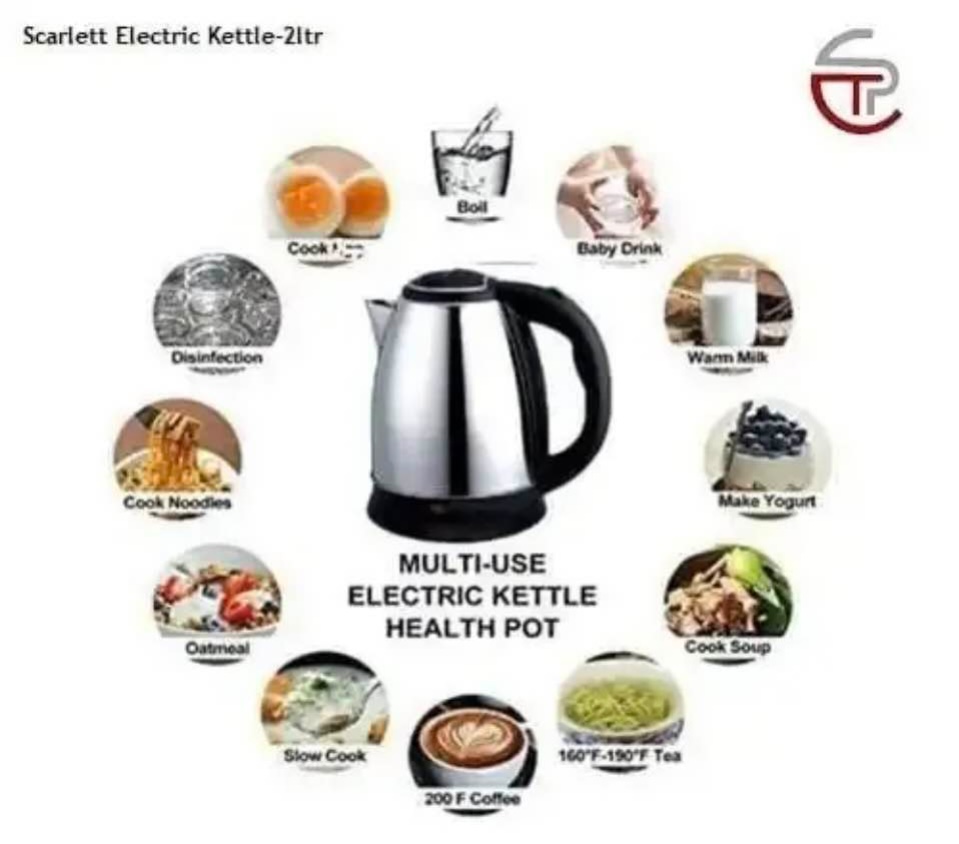 Scarlett Electric Kettle-2ltr
Boil
Cook
Baby Drink
Disinfection
Warm Milk
Cook Noodles
Make Yogurt
MULTI-USE
ELECTRIC KETTLE
HEALTH POT
Oatmeal
Cook Soup
Slow Cook
160°F-190°F Tea
200 F Coffee